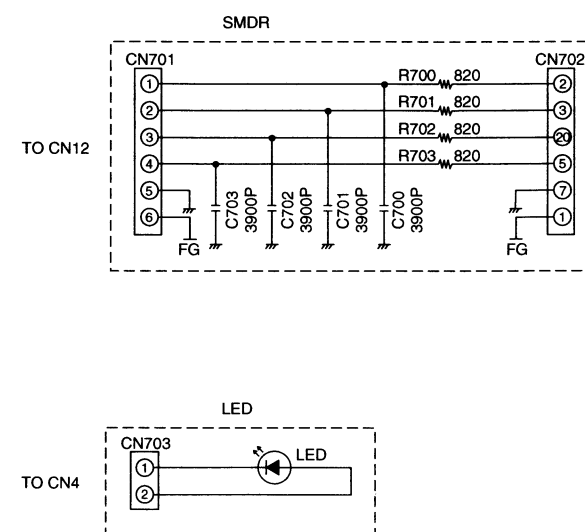 SMDR
CN701
CN702
1
R700 820
2
2
R701 820
3
TO CN12
3
R702 820
20
4
R703 820
5
5
7
6
1
C703 3900P
C702 3900P
C701 3900P
C700 3900P
FG
FG
LED
CN703
1
LED
TO CN4
2